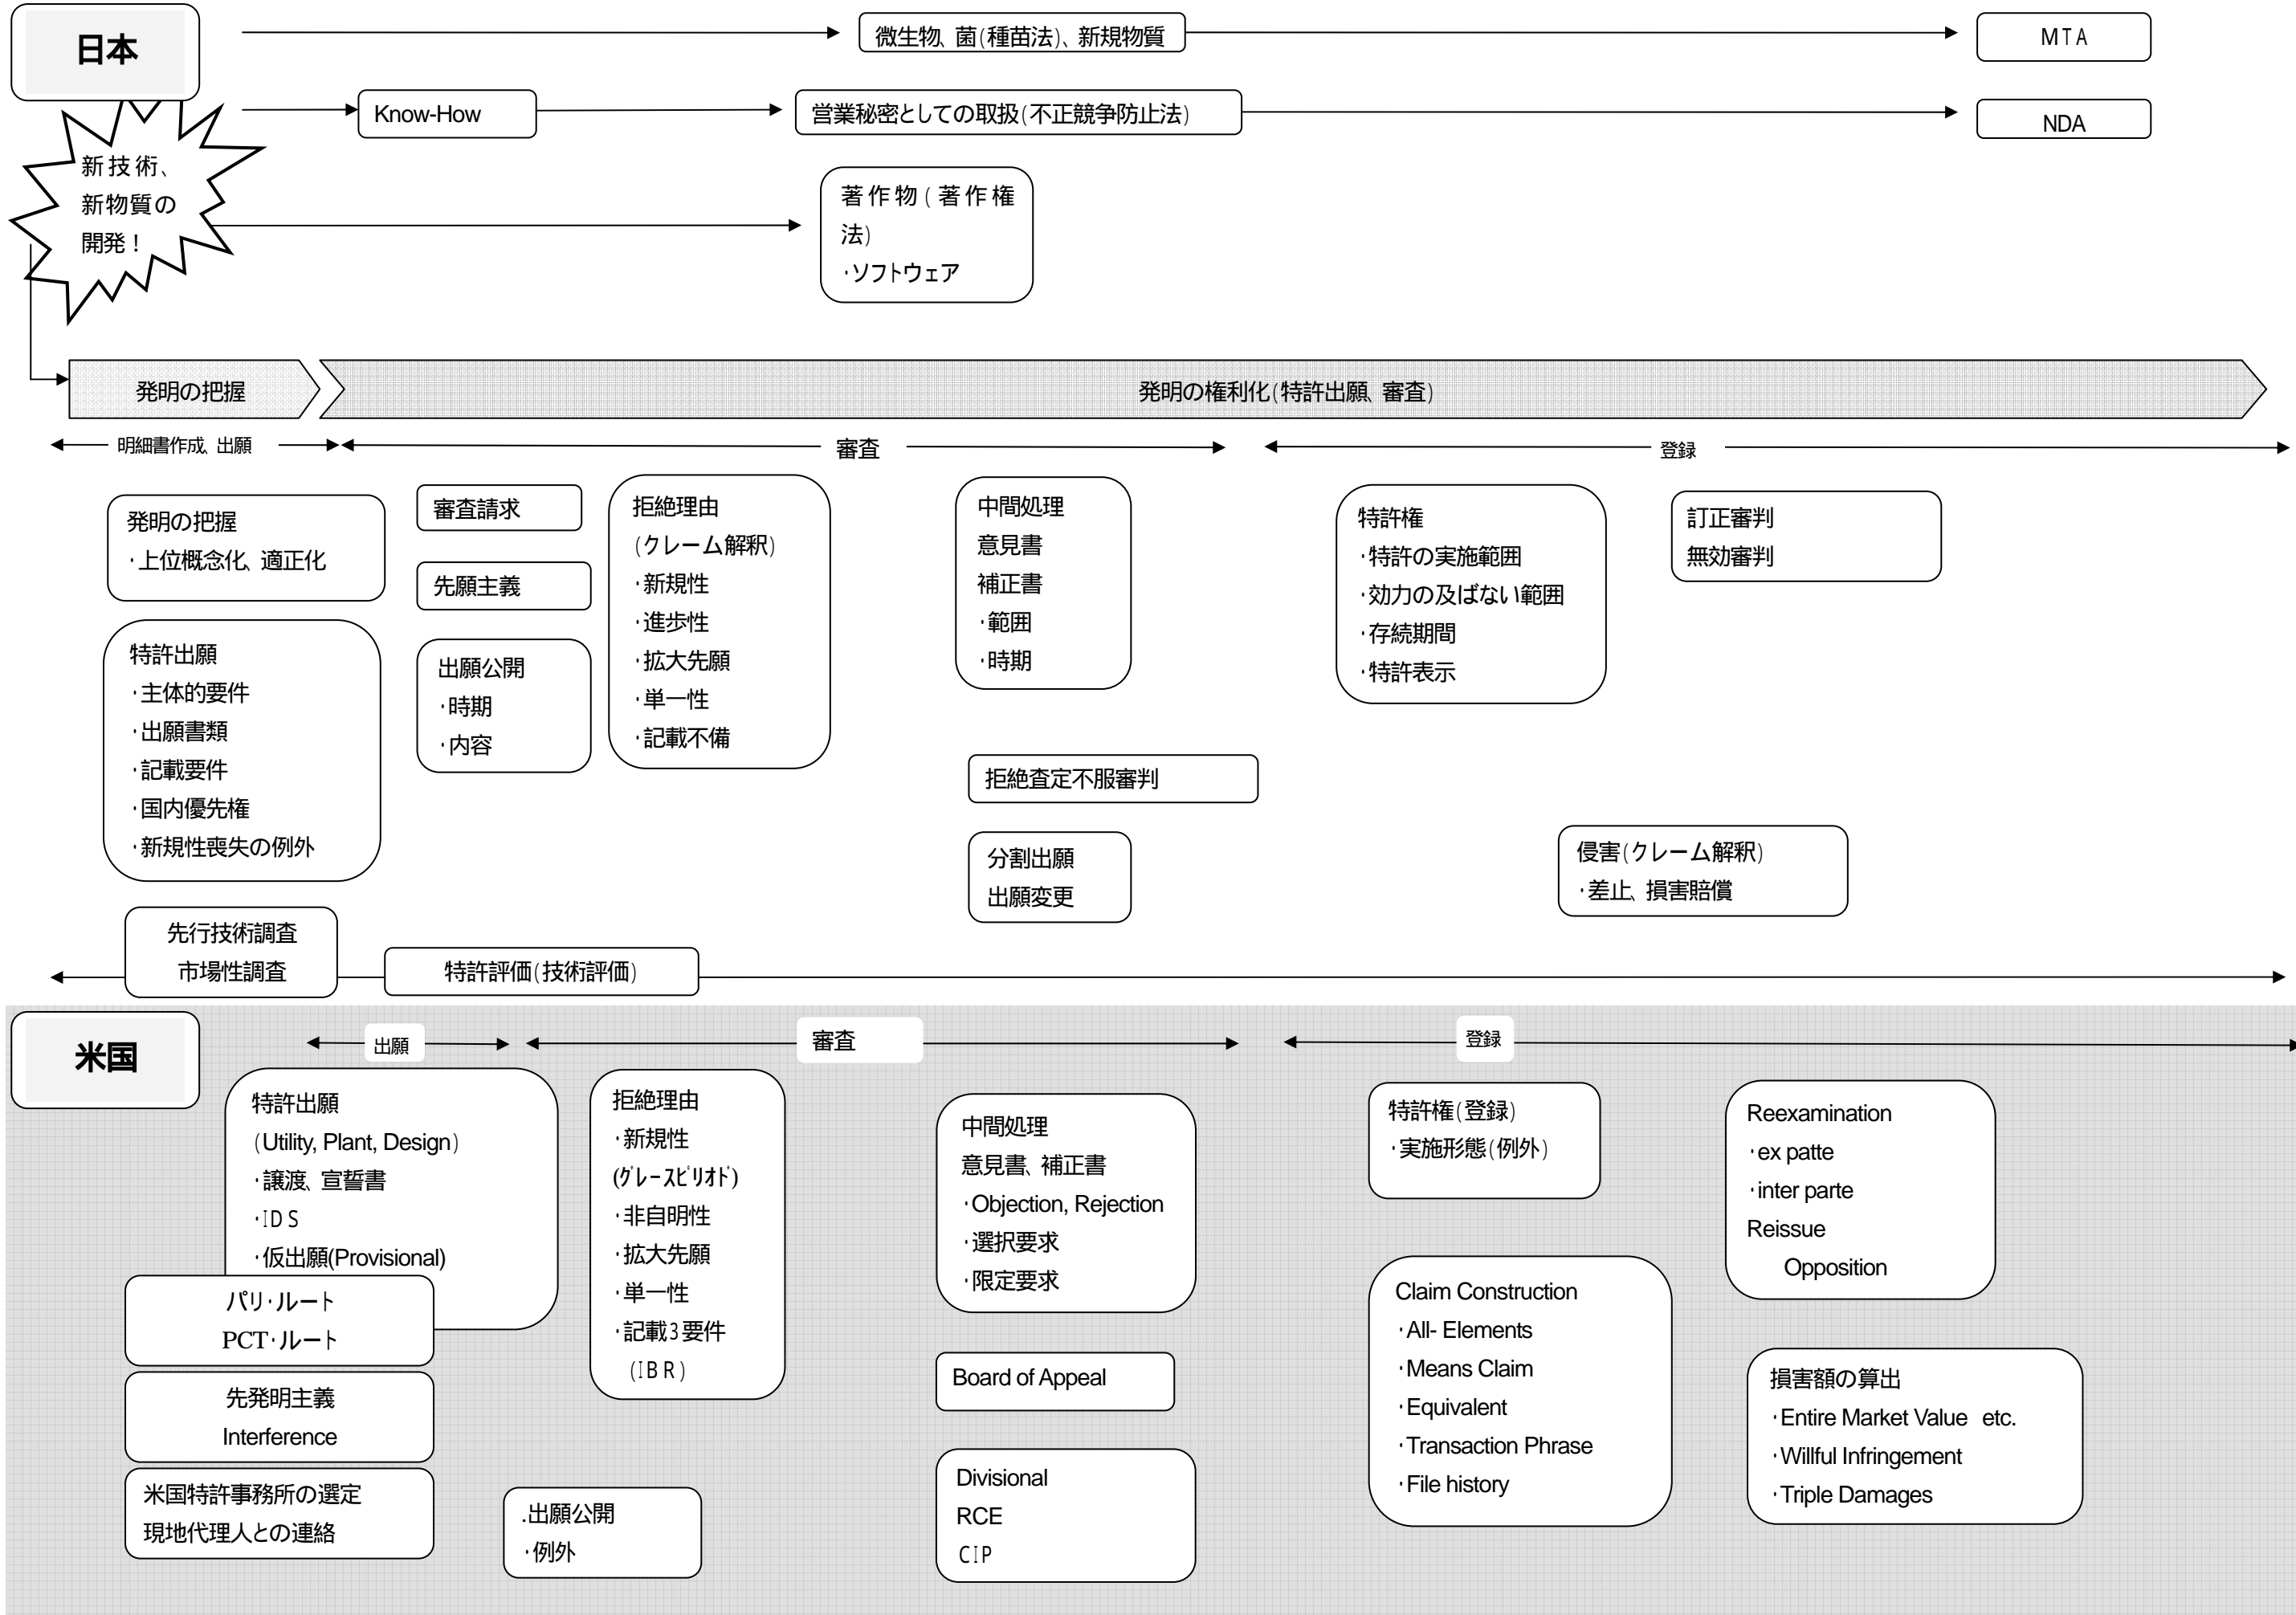 日本
微生物、菌(種苗法)、新規物質
MTA
Know-How
営業秘密としての取扱(不正競争防止法)
NDA
新技術、
新物質の
開発!
著作物(著作権
法)
・ソフトウェア
発明の把握
発明の権利化(特許出願、審査)
明細書作成、出願
審査
登録
発明の把握
・上位概念化、適正化
特許出願
・主体的要件
・出願書類
・記載要件
・国内優先権
・新規性喪失の例外
審査請求
先願主義
出願公開
・時期
・内容
拒絶理由
(クレーム解釈)
・新規性
・進歩性
・拡大先願
・単一性
・記載不備
中間処理
意見書
補正書
・範囲
・時期
拒絶査定不服審判
分割出願
出願変更
特許権
・特許の実施範囲
・効力の及ばない範囲
・存続期間
・特許表示
訂正審判
無効審判
侵害(クレーム解釈)
・差止、損害賠償
先行技術調査
市場性調査
特許評価(技術評価)
米国
出願
審査
登録
特許出願
(Utility, Plant, Design)
・譲渡、宣誓書
・IDS
・仮出願(Provisional)
パリ・ルート
PCT・ルート
先発明主義
Interference
米国特許事務所の選定
現地代理人との連絡
拒絶理由
・新規性
(グレースピリオド)
・非自明性
・拡大先願
・単一性
・記載3要件
(IBR)
.出願公開
・例外
中間処理
意見書、補正書
・Objection, Rejection
・選択要求
・限定要求
Board of Appeal
Divisional
RCE
CIP
特許権(登録)
・実施形態(例外)
Claim Construction
・All- Elements
・Means Claim
・Equivalent
・Transaction Phrase
・File history
Reexamination
・ex patte
・inter parte
Reissue
Opposition
損害額の算出
・Entire Market Value etc.
・Willful Infringement
・Triple Damages